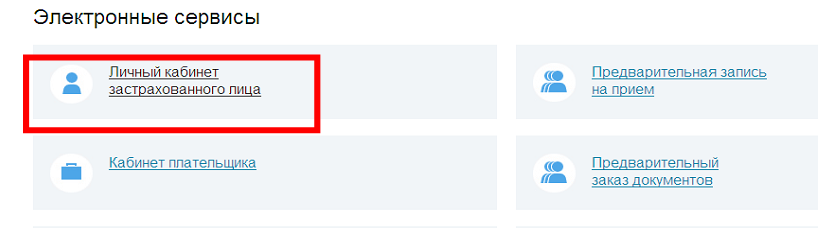 Электронные сервисы
Личный кабинет
застрахованного лица
Предварительная запись
на прием
Кабинет плательщика
Предварительный
заказ документов